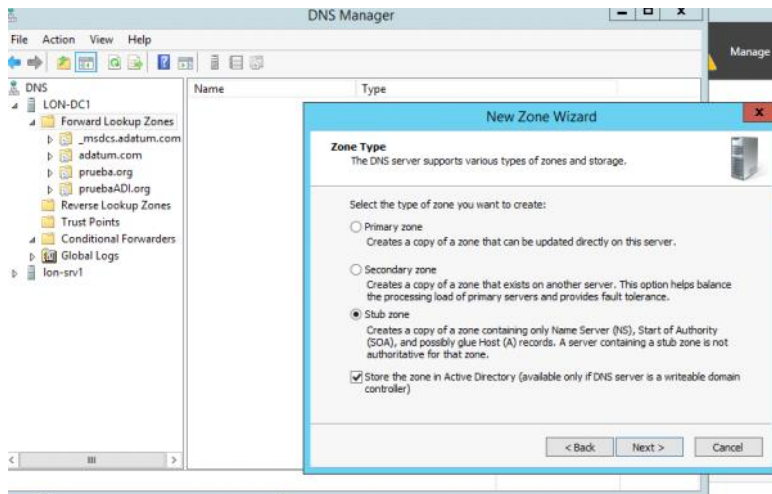 DNS Manager
File Action View Help
Manage
DNS
LON-DC1
Forward Lookup Zones
_msdcs.adatum.com
adatum.com
prueba.org
pruebaADI.org
Reverse Lookup Zones
Trust Points
Conditional Forwarders
Global Logs
lon-srv1
Name Type
New Zone Wizard
Zone Type
The DNS server supports various types of zones and storage.
Select the type of zone you want to create:
Primary zone
Creates a copy of a zone that can be updated directly on this server.
Secondary zone
Creates a copy of a zone that exists on another server. This option helps balance
the processing load of primary servers and provides fault tolerance.
Stub zone
Creates a copy of a zone containing only Name Server (NS), Start of Authority
(SOA), and possibly glue Host (A) records. A server containing a stub zone is not
authoritative for that zone.
Store the zone in Active Directory (available only if DNS server is a writeable domain
controller)
< Back Next > Cancel